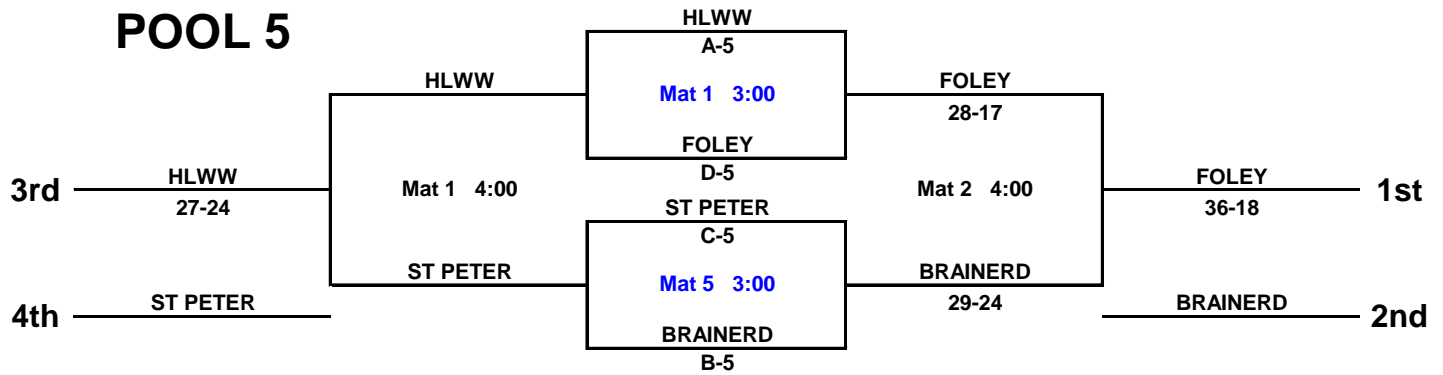 POOL 5
HLWW
A-5
HLWW
Mat 1 3:00
FOLEY
28-17
FOLEY
D-5
3rd
HLWW
27-24
Mat 1 4:00
Mat 2 4:00
FOLEY
36-18
1st
ST PETER
C-5
ST PETER
Mat 5 3:00
BRAINERD
29-24
4th
ST PETER
BRAINERD
2nd
BRAINERD
B-5